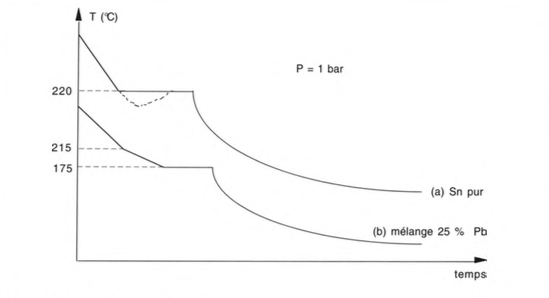 T (°C)
P = 1 bar
220
215
175
(a) Sn pur
(b) mélange 25 % Pb
temps